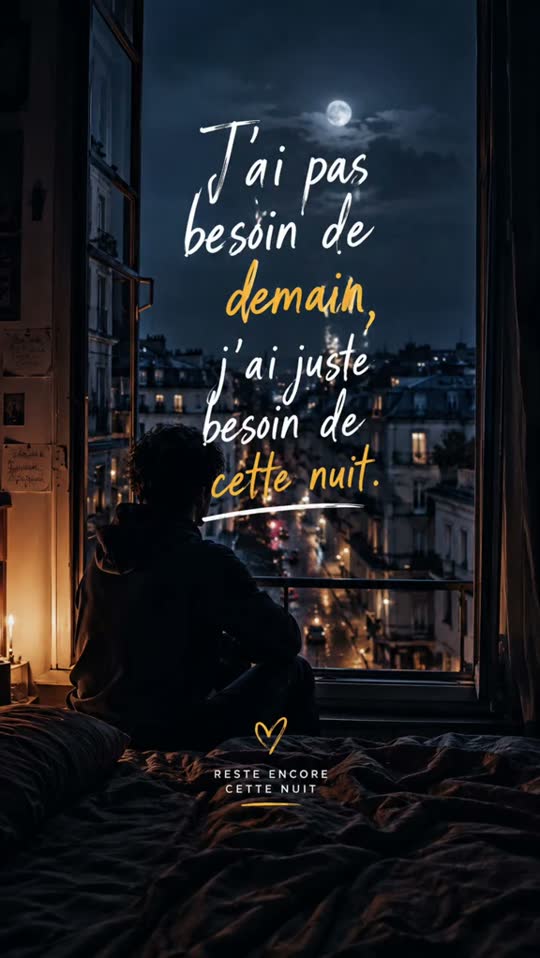 J'ai pas
besoin de
demain,
j'ai juste
besoin de
cette nuit.
RESTE ENCORE
CETTE NUIT